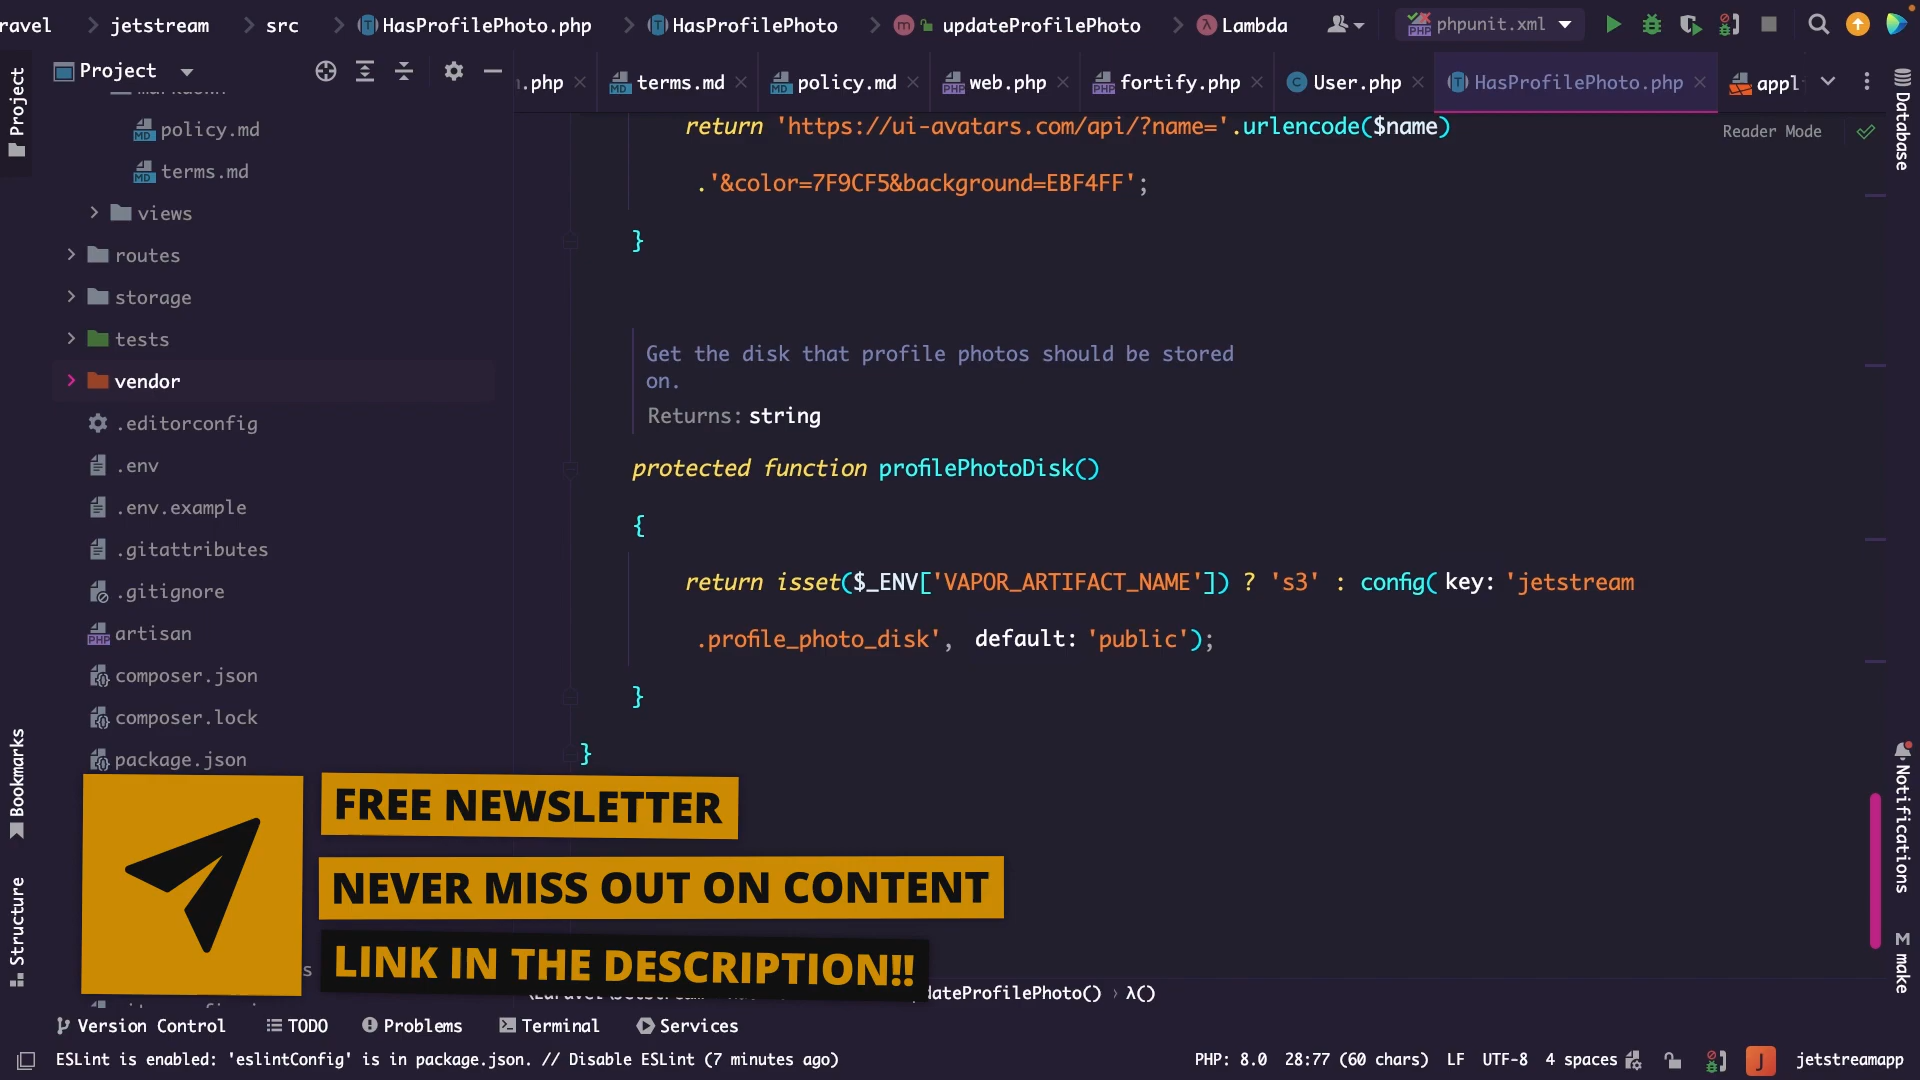 ravel jetstream src HasProfilePhoto.php HasProfilePhoto updateProfilePhoto Lambda phpunit.xml
Project
.php terms.md policy.md web.php fortify.php User.php HasProfilePhoto.php appl
policy.md
terms.md
views
routes
storage
tests
vendor
.editorconfig
.env
.env.example
.gitattributes
.gitignore
artisan
composer.json
composer.lock
package.json
return 'https://ui-avatars.com/api/?name='.urlencode($name)
.'&color=7F9CF5&background=EBF4FF';
}
Get the disk that profile photos should be stored
on.
Returns: string
protected function profilePhotoDisk()
{
return isset($_ENV['VAPOR_ARTIFACT_NAME']) ? 's3' : config( key: 'jetstream
.profile_photo_disk', default: 'public');
}
}
Reader Mode
Project
Bookmarks
Structure
Database
Notifications
make
FREE NEWSLETTER
NEVER MISS OUT ON CONTENT
LINK IN THE DESCRIPTION!!
dateProfilePhoto() › λ()
Version Control TODO Problems Terminal Services
ESLint is enabled: 'eslintConfig' is in package.json. // Disable ESLint (7 minutes ago) PHP: 8.0 28:77 (60 chars) LF UTF-8 4 spaces J jetstreamapp